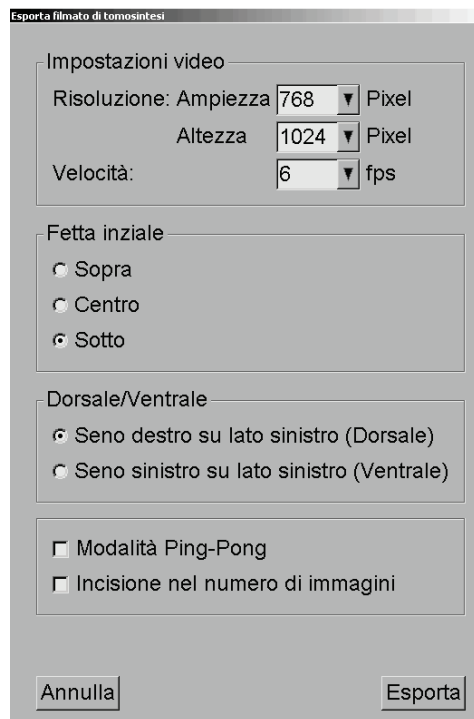 Esporta filmato di tomosintesi
Impostazioni video
Risoluzione: Ampiezza 768 Pixel
Altezza 1024 Pixel
Velocità: 6 fps
Fetta inziale
Sopra
Centro
Sotto
Dorsale/Ventrale
Seno destro su lato sinistro (Dorsale)
Seno sinistro su lato sinistro (Ventrale)
Modalità Ping-Pong
Incisione nel numero di immagini
Annulla Esporta